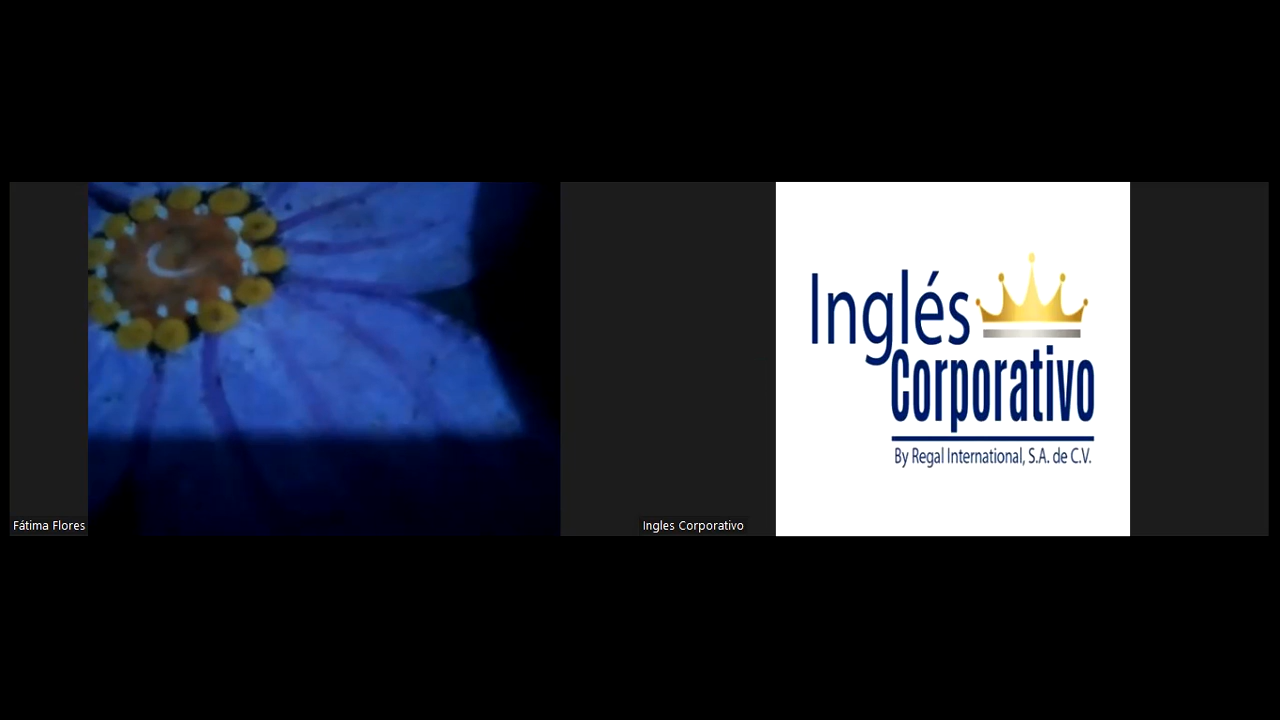 Inglés
Corporativo
By Regal International, S.A. de C.V.
Fátima Flores
Ingles Corporativo